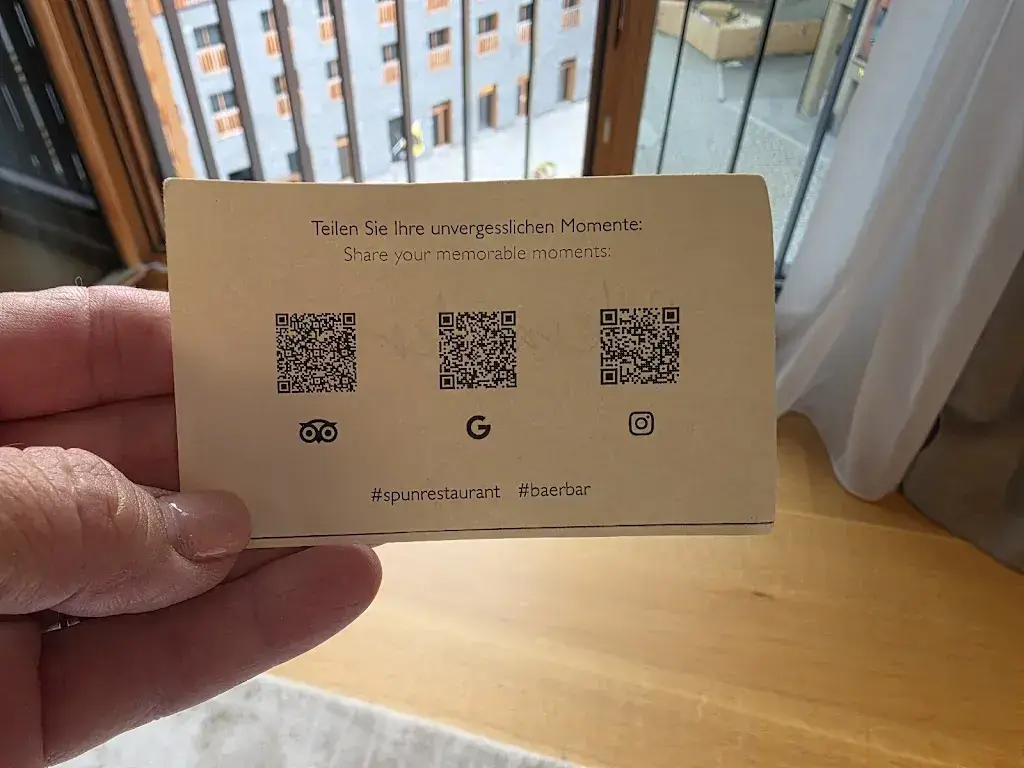 Teilen Sie Ihre unvergesslichen Momente:
Share your memorable moments:
G
#spunrestaurant #baerbar